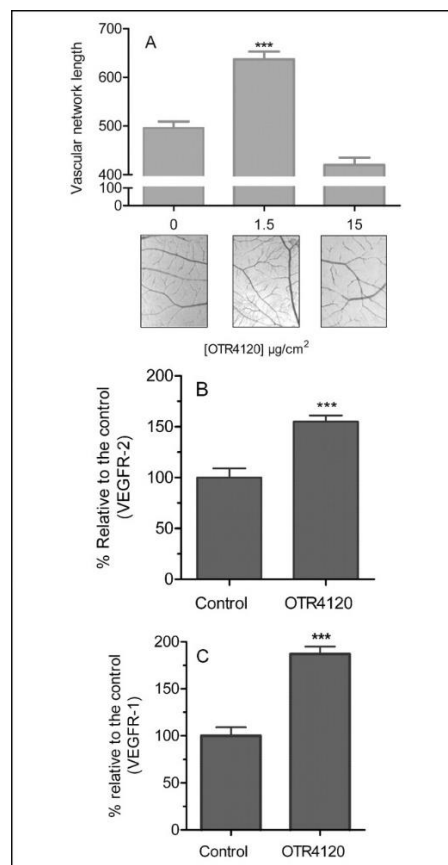 A
Vascular network length
700
600
500
400
100
0
***
0 1.5 15
[OTR4120] µg/cm²
B
% Relative to the control
(VEGFR-2)
200
150
100
50
0
***
Control OTR4120
C
% relative to the control
(VEGFR-1)
200
150
100
50
0
***
Control OTR4120